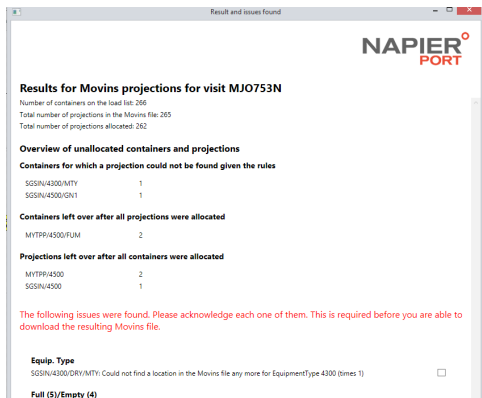 Result and issues found
NAPIER
PORT
Results for Movins projections for visit MJO753N
Number of containers on the load list: 266
Total number of projections in the Movins file: 265
Total number of projections allocated: 262
Overview of unallocated containers and projections
Containers for which a projection could not be found given the rules
SGSIN/4300/MTY 1
SGSIN/4500/GN1 1
Containers left over after all projections were allocated
MYTPP/4500/FUM 2
Projections left over after all containers were allocated
MYTPP/4500 2
SGSIN/4500 1
The following issues were found. Please acknowledge each one of them. This is required before you are able to
download the resulting Movins file.
Equip. Type
SGSIN/4300/DRY/MTY: Could not find a location in the Movins file any more for EquipmentType 4300 (times 1)
Full (5)/Empty (4)